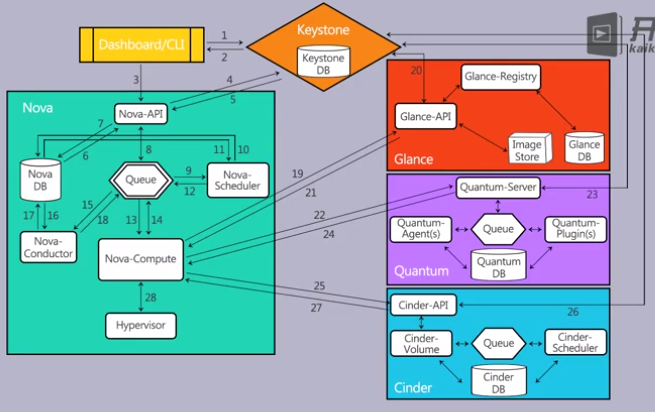 Dashboard/CLI
1
2
Keystone
Keystone
DB
kaik
3
4
5
20
Nova
Nova-API
7
6
8
11
10
Nova
DB
Queue
9
12
Nova-
Scheduler
17
16
15
18
13
14
Nova-
Conductor
Nova-Compute
28
Hypervisor
19
21
22
24
25
27
Glance-Registry
Glance-API
Image
Store
Glance
DB
Glance
Quantum-Server
23
Quantum-
Agent(s)
Queue
Quantum-
Plugin(s)
Quantum
DB
Quantum
Cinder-API
26
Cinder-
Volume
Queue
Cinder-
Scheduler
Cinder
DB
Cinder